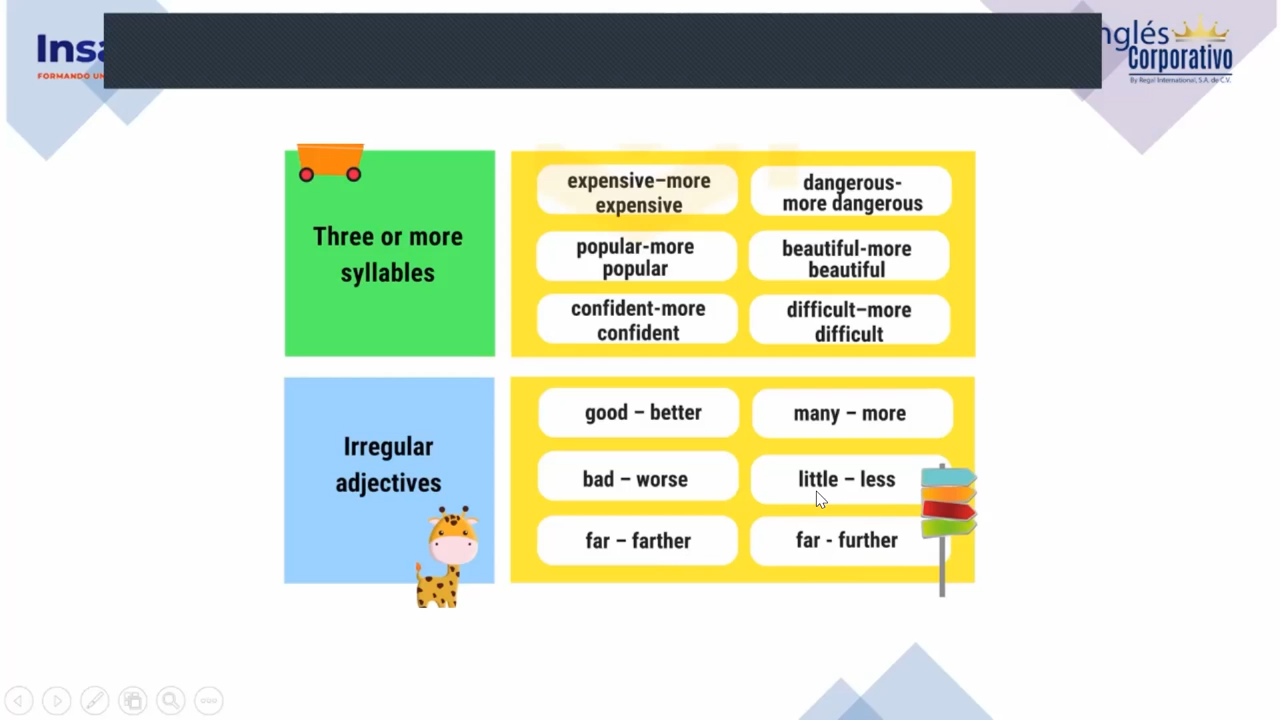 Insa
FORMANDO UN
nglés
Corporativo
By Regal International, S.A. de C.V.
Three or more
syllables
expensive–more
expensive
dangerous-
more dangerous
popular-more
popular
beautiful-more
beautiful
confident-more
confident
difficult–more
difficult
Irregular
adjectives
good – better
many – more
bad – worse
little – less
far – farther
far - further